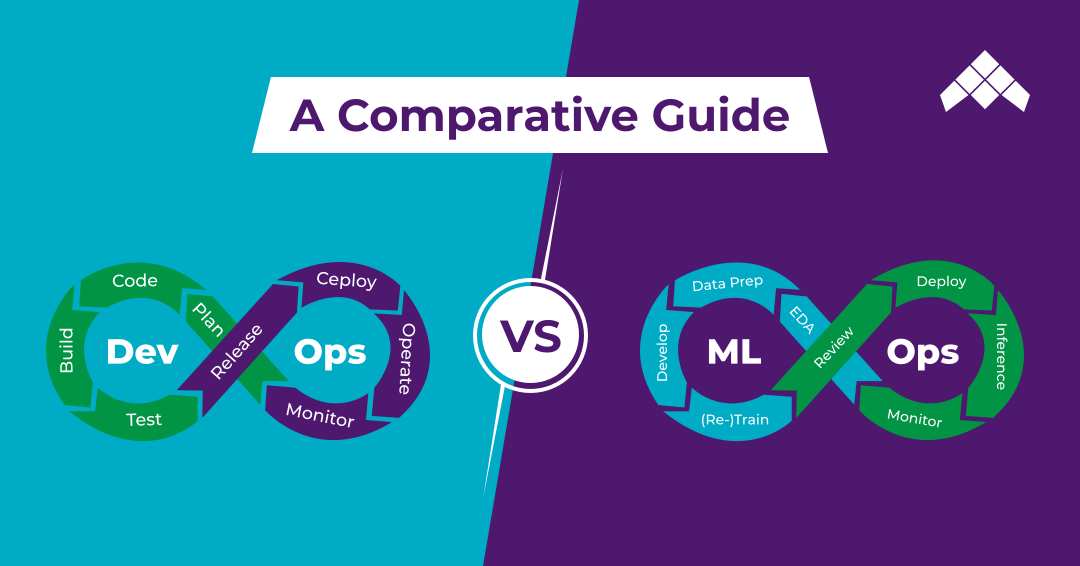 A Comparative Guide
Code
Plan
Build
Dev
Test
Release
Ceploy
Ops
Operate
Monitor
VS
Data Prep
EDA
Develop
ML
(Re-)Train
Review
Deploy
Ops
Inference
Monitor